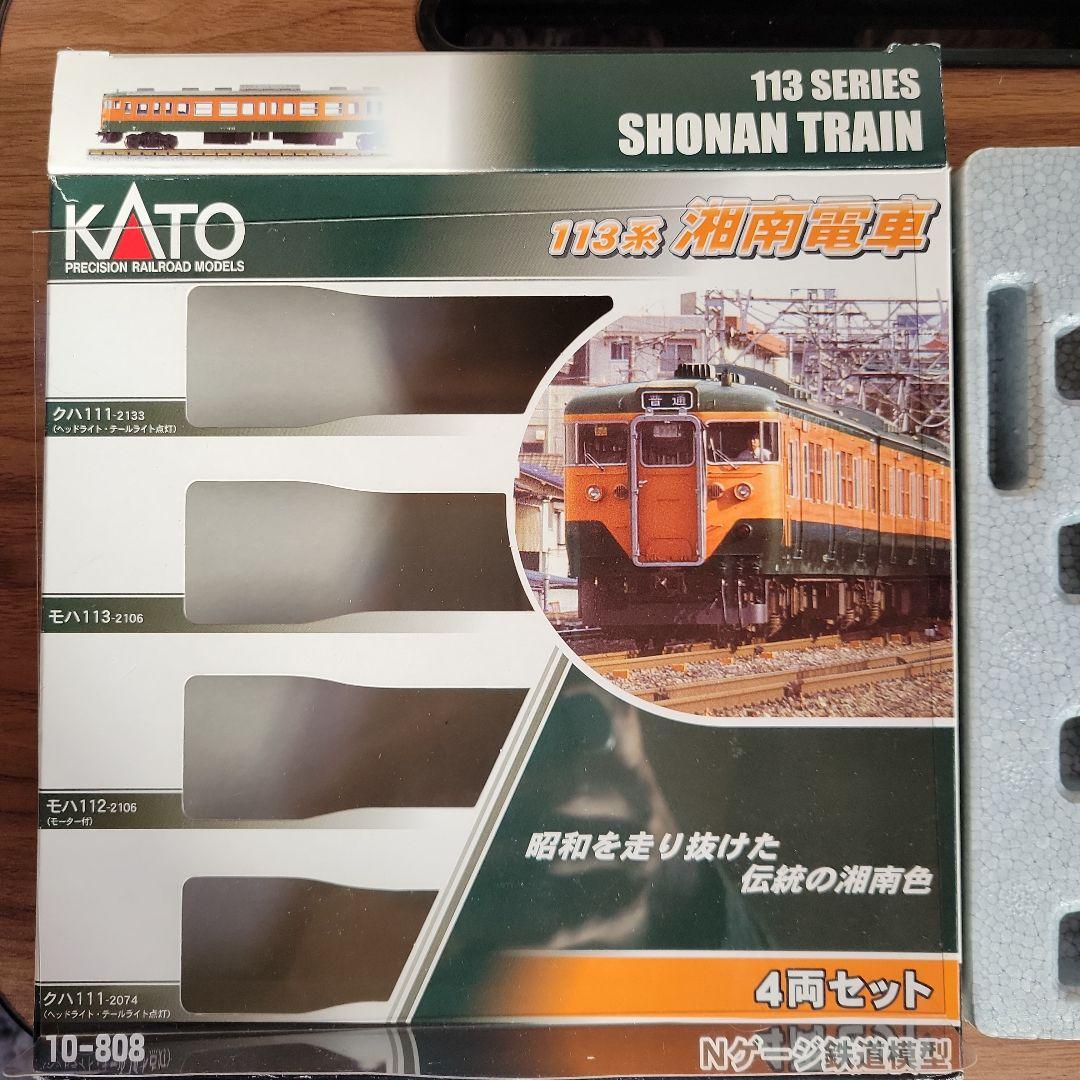 113 SERIES
SHONAN TRAIN
KATO
PRECISION RAILROAD MODELS
113系 湘南電車
普通
クハ111-2133
(ヘッドライト・テールライト点灯)
モハ113-2106
モハ112-2106
(モーター付)
昭和を走り抜けた
伝統の湘南色
クハ111-2074
(ヘッドライト・テールライト点灯)
4両セット
10-808
Nゲージ鉄道模型